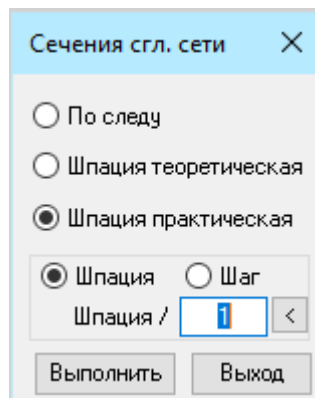 Сечения сгл. сети
По следу
Шпация теоретическая
Шпация практическая
Шпация Шаг
Шпация / 1 <
Выполнить Выход